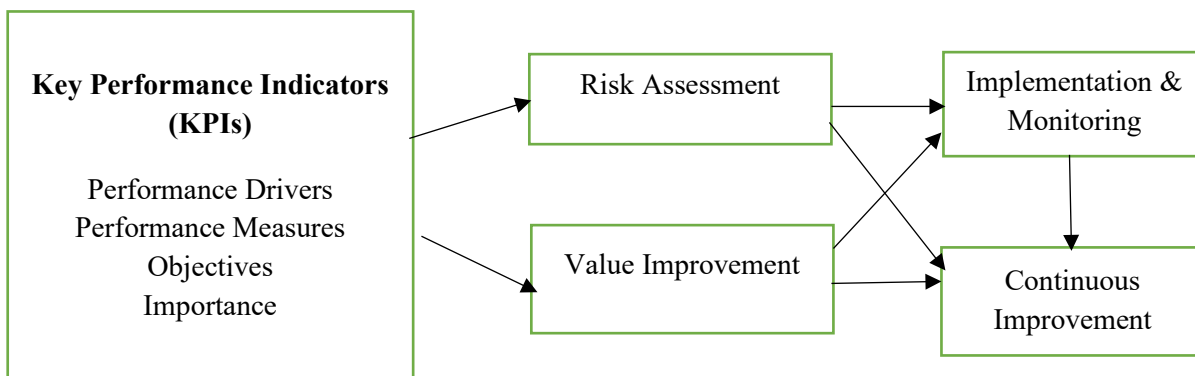 Key Performance Indicators
(KPIs)
Performance Drivers
Performance Measures
Objectives
Importance
Risk Assessment
Value Improvement
Implementation &
Monitoring
Continuous
Improvement